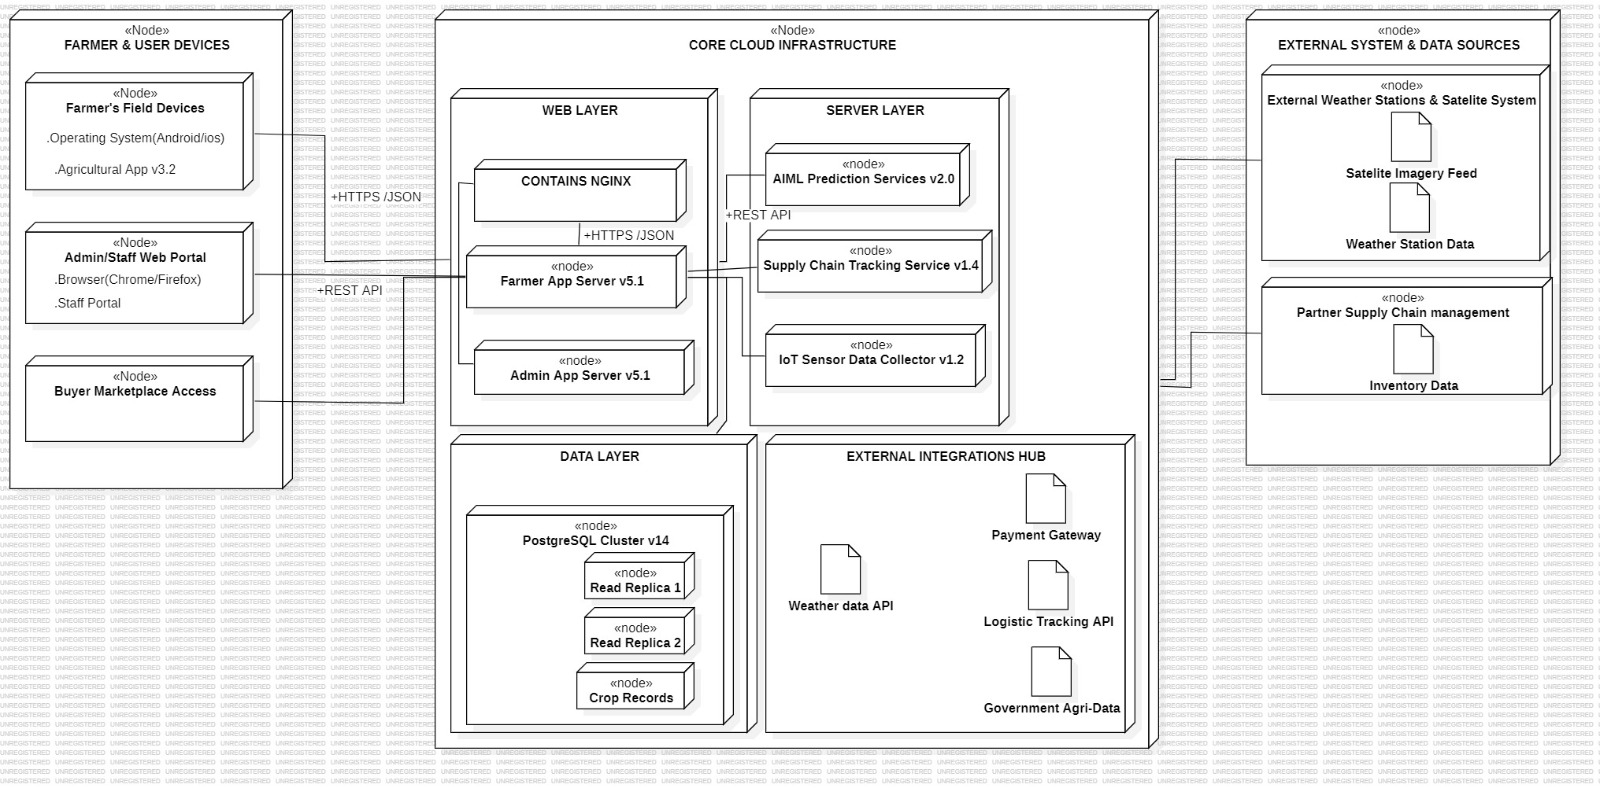 «Node»
FARMER & USER DEVICES
«Node»
Farmer's Field Devices
.Operating System(Android/ios)
.Agricultural App v3.2
«Node»
Admin/Staff Web Portal
.Browser(Chrome/Firefox)
.Staff Portal
«Node»
Buyer Marketplace Access
+HTTPS /JSON
+REST API
«Node»
CORE CLOUD INFRASTRUCTURE
WEB LAYER
CONTAINS NGINX
+HTTPS /JSON
«node»
Farmer App Server v5.1
«node»
Admin App Server v5.1
+REST API
SERVER LAYER
«node»
AIML Prediction Services v2.0
«node»
Supply Chain Tracking Service v1.4
«node»
IoT Sensor Data Collector v1.2
DATA LAYER
«node»
PostgreSQL Cluster v14
«node»
Read Replica 1
«node»
Read Replica 2
«node»
Crop Records
EXTERNAL INTEGRATIONS HUB
Payment Gateway
Weather data API
Logistic Tracking API
Government Agri-Data
«node»
EXTERNAL SYSTEM & DATA SOURCES
«node»
External Weather Stations & Satelite System
Satelite Imagery Feed
Weather Station Data
«node»
Partner Supply Chain management
Inventory Data
UNREGISTERED